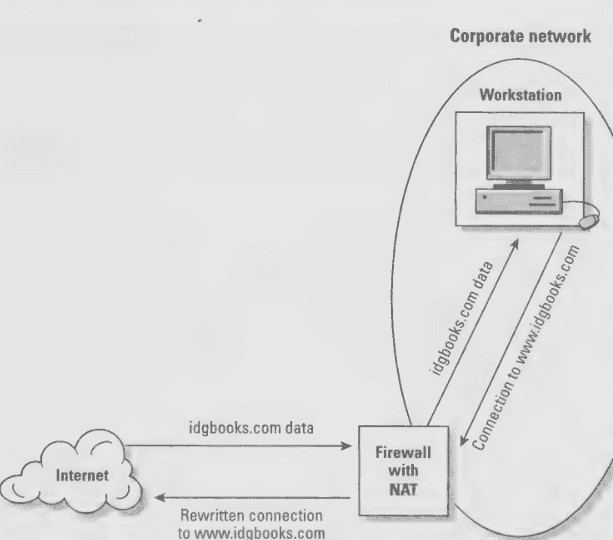 Corporate network
Workstation
idgbooks.com data
Connection to www.idgbooks.com
idgbooks.com data
Internet
Firewall
with
NAT
Rewritten connection
to www.idgbooks.com